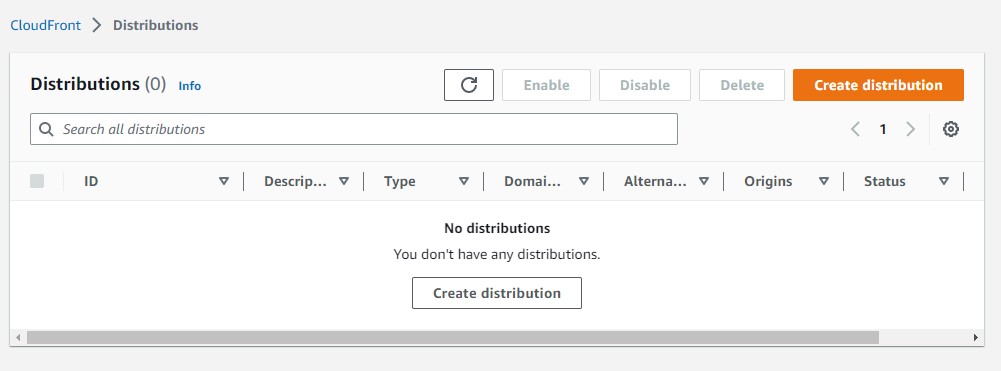 CloudFront > Distributions
Distributions (0) Info Enable Disable Delete Create distribution
Search all distributions 1
ID Descrip... Type Domai... Alterna... Origins Status
No distributions
You don't have any distributions.
Create distribution